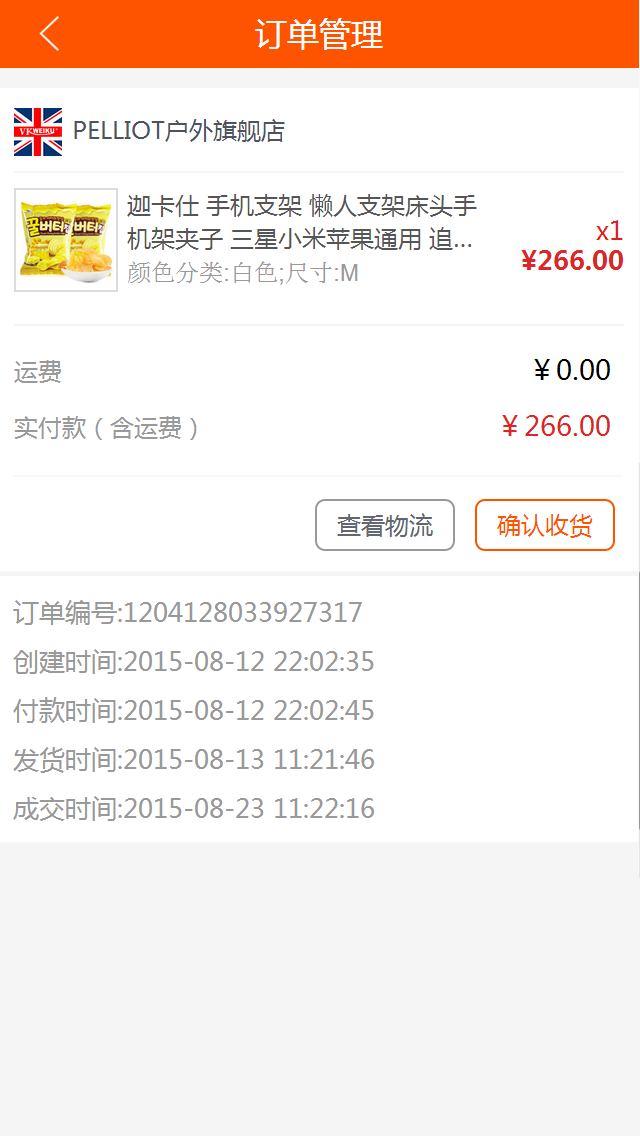 订单管理
VK WEIKU
PELLIOT户外旗舰店
迦卡仕 手机支架 懒人支架床头手
机架夹子 三星小米苹果通用 追...
x1
¥266.00
颜色分类:白色;尺寸:M
꿀버터칩 버터칩
运费
¥ 0.00
实付款（含运费）
¥ 266.00
查看物流
确认收货
订单编号:1204128033927317
创建时间:2015-08-12 22:02:35
付款时间:2015-08-12 22:02:45
发货时间:2015-08-13 11:21:46
成交时间:2015-08-23 11:22:16